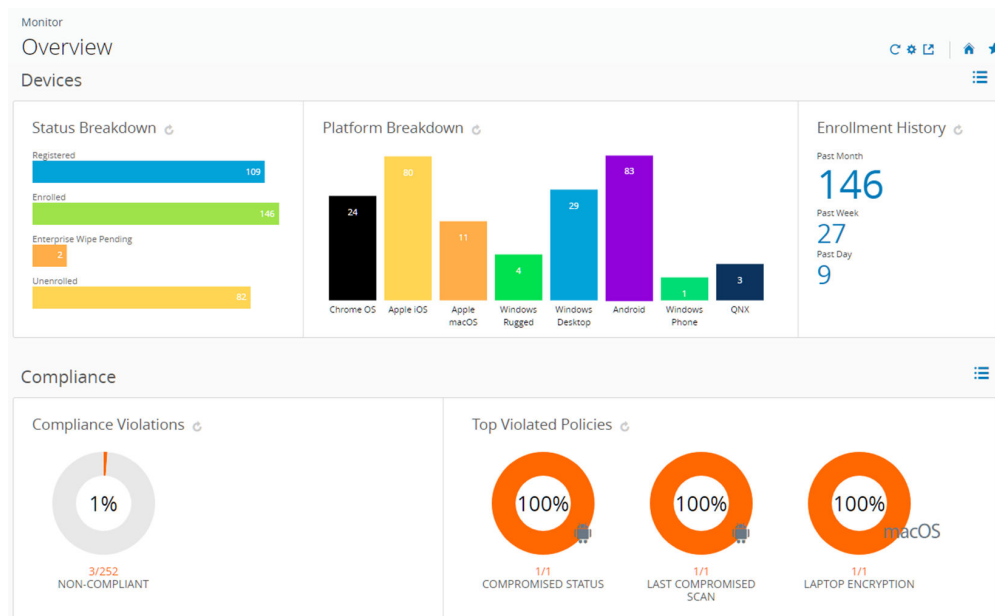 Monitor
Overview
Devices
Status Breakdown
Registered
109
Enrolled
146
Enterprise Wipe Pending
2
Unenrolled
82
Platform Breakdown
24
80
11
4
29
83
1
3
Chrome OS
Apple iOS
Apple
macOS
Windows
Rugged
Windows
Desktop
Android
Windows
Phone
QNX
Enrollment History
Past Month
146
Past Week
27
Past Day
9
Compliance
Compliance Violations
1%
3/252
NON-COMPLIANT
Top Violated Policies
100%
1/1
COMPROMISED STATUS
100%
1/1
LAST COMPROMISED
SCAN
100%
macOS
1/1
LAPTOP ENCRYPTION